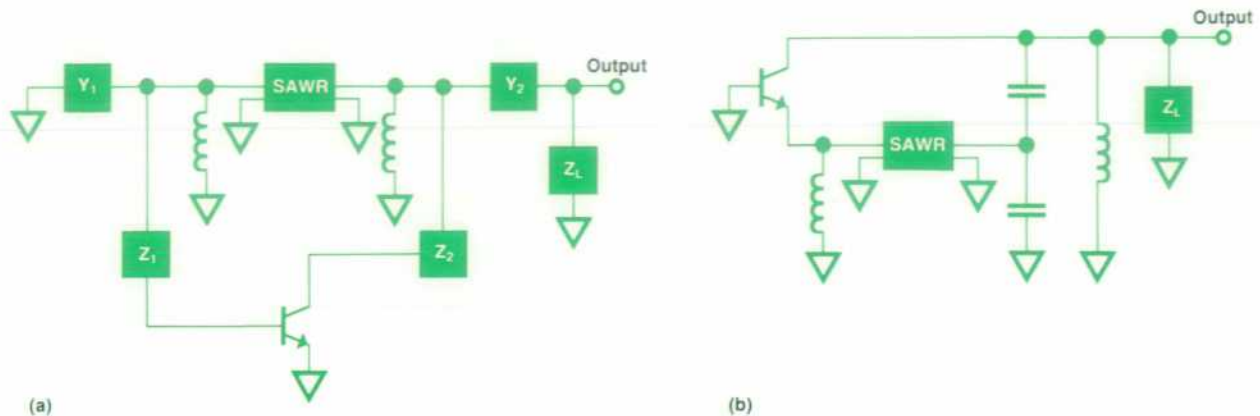 Output
Y1
SAWR
Y2
ZL
Z1
Z2
(a)
Output
SAWR
ZL
(b)